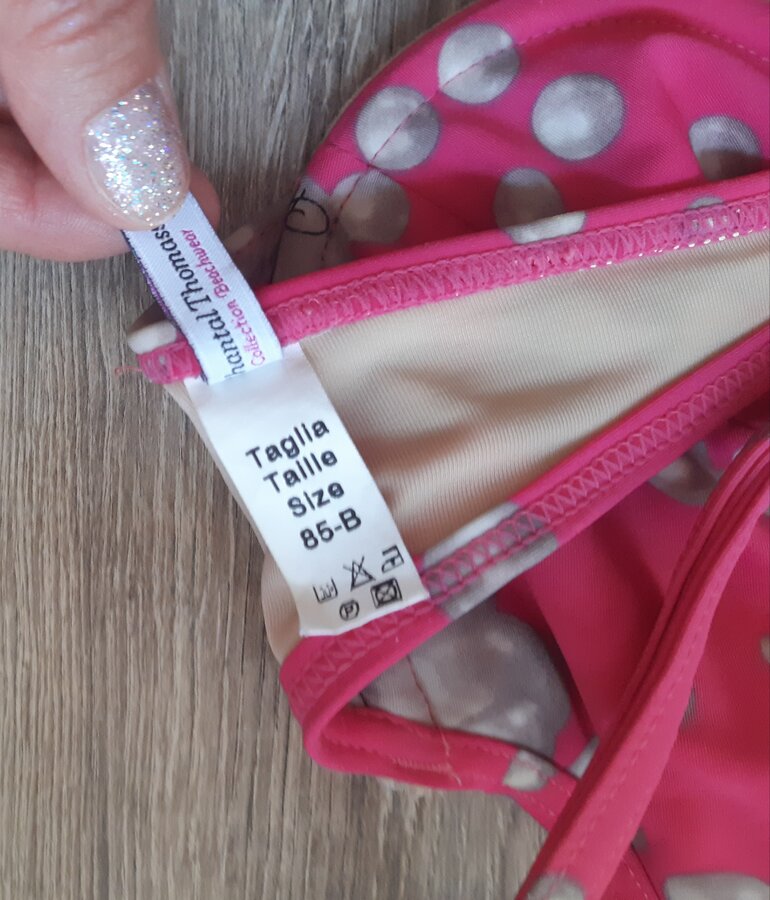 hantal Thomass
Collection Beachwear
Taglia
Taille
Size
85-B
P